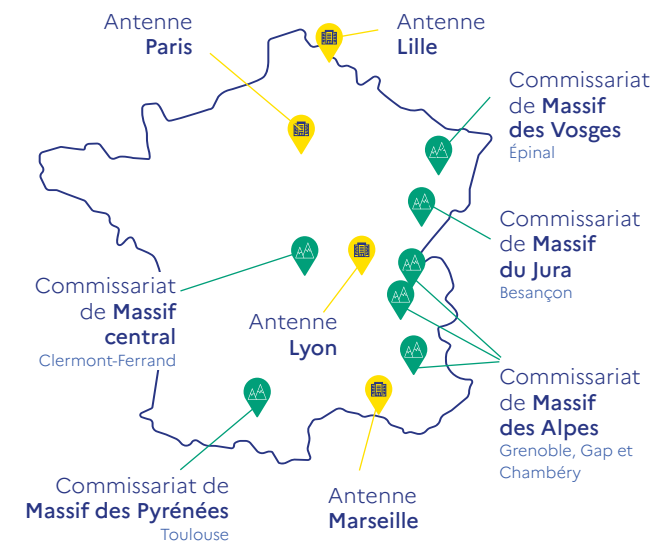 Antenne
Paris
Antenne
Lille
Commissariat
de Massif
des Vosges
Épinal
Commissariat
de Massif
du Jura
Besançon
Commissariat
de Massif
central
Clermont-Ferrand
Antenne
Lyon
Commissariat
de Massif
des Alpes
Grenoble, Gap et
Chambéry
Commissariat de
Massif des Pyrénées
Toulouse
Antenne
Marseille